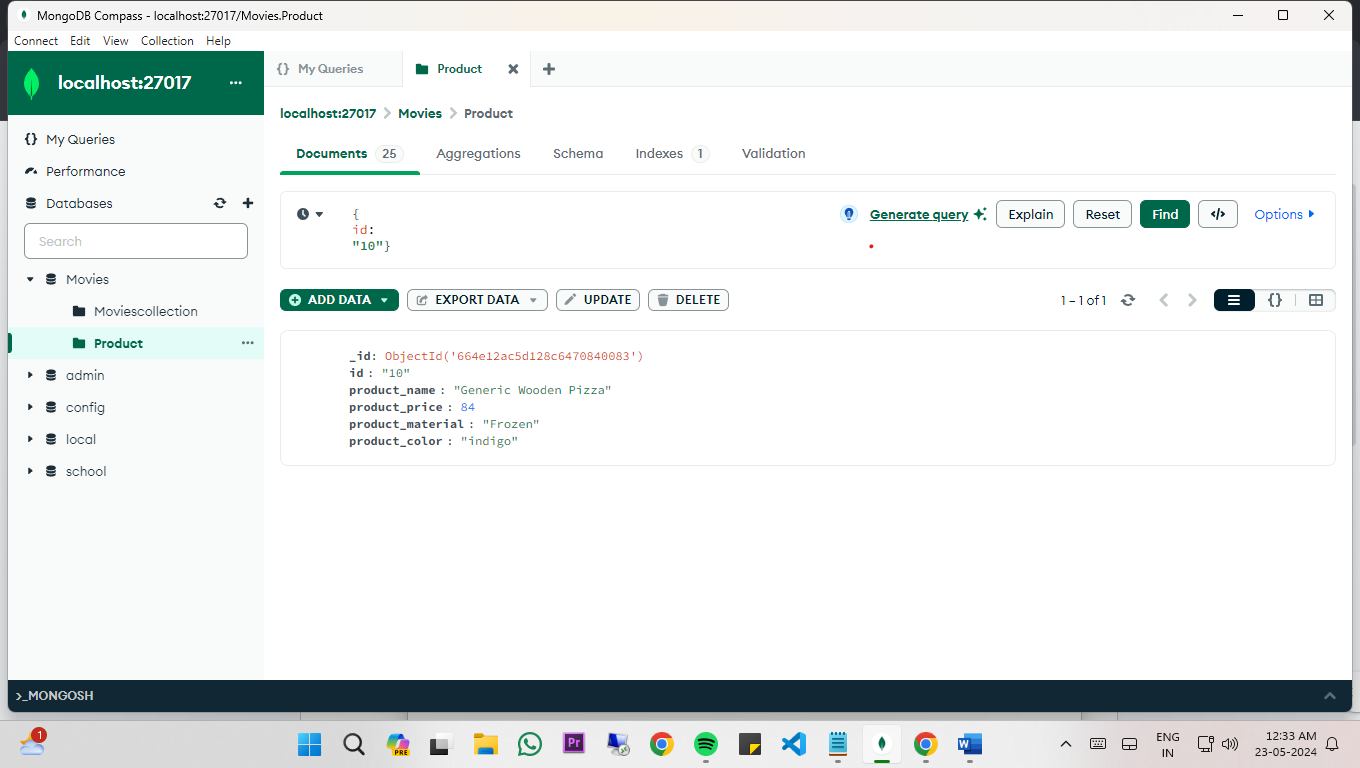 MongoDB Compass - localhost:27017/Movies.Product
Connect Edit View Collection Help
localhost:27017 ...
{} My Queries
Performance
Databases
Search
Movies
Moviescollection
Product ...
admin
config
local
school
{} My Queries
Product
localhost:27017 > Movies > Product
Documents 25 Aggregations Schema Indexes 1 Validation
{
id:
"10"}
Generate query Explain Reset Find </> Options
ADD DATA EXPORT DATA UPDATE DELETE
1 – 1 of 1 {}
_id: ObjectId('664e12ac5d128c6470840083')
id : "10"
product_name : "Generic Wooden Pizza"
product_price : 84
product_material : "Frozen"
product_color : "indigo"
>_MONGOSH
1
PRE
Pr
W
ENG
IN
12:33 AM
23-05-2024